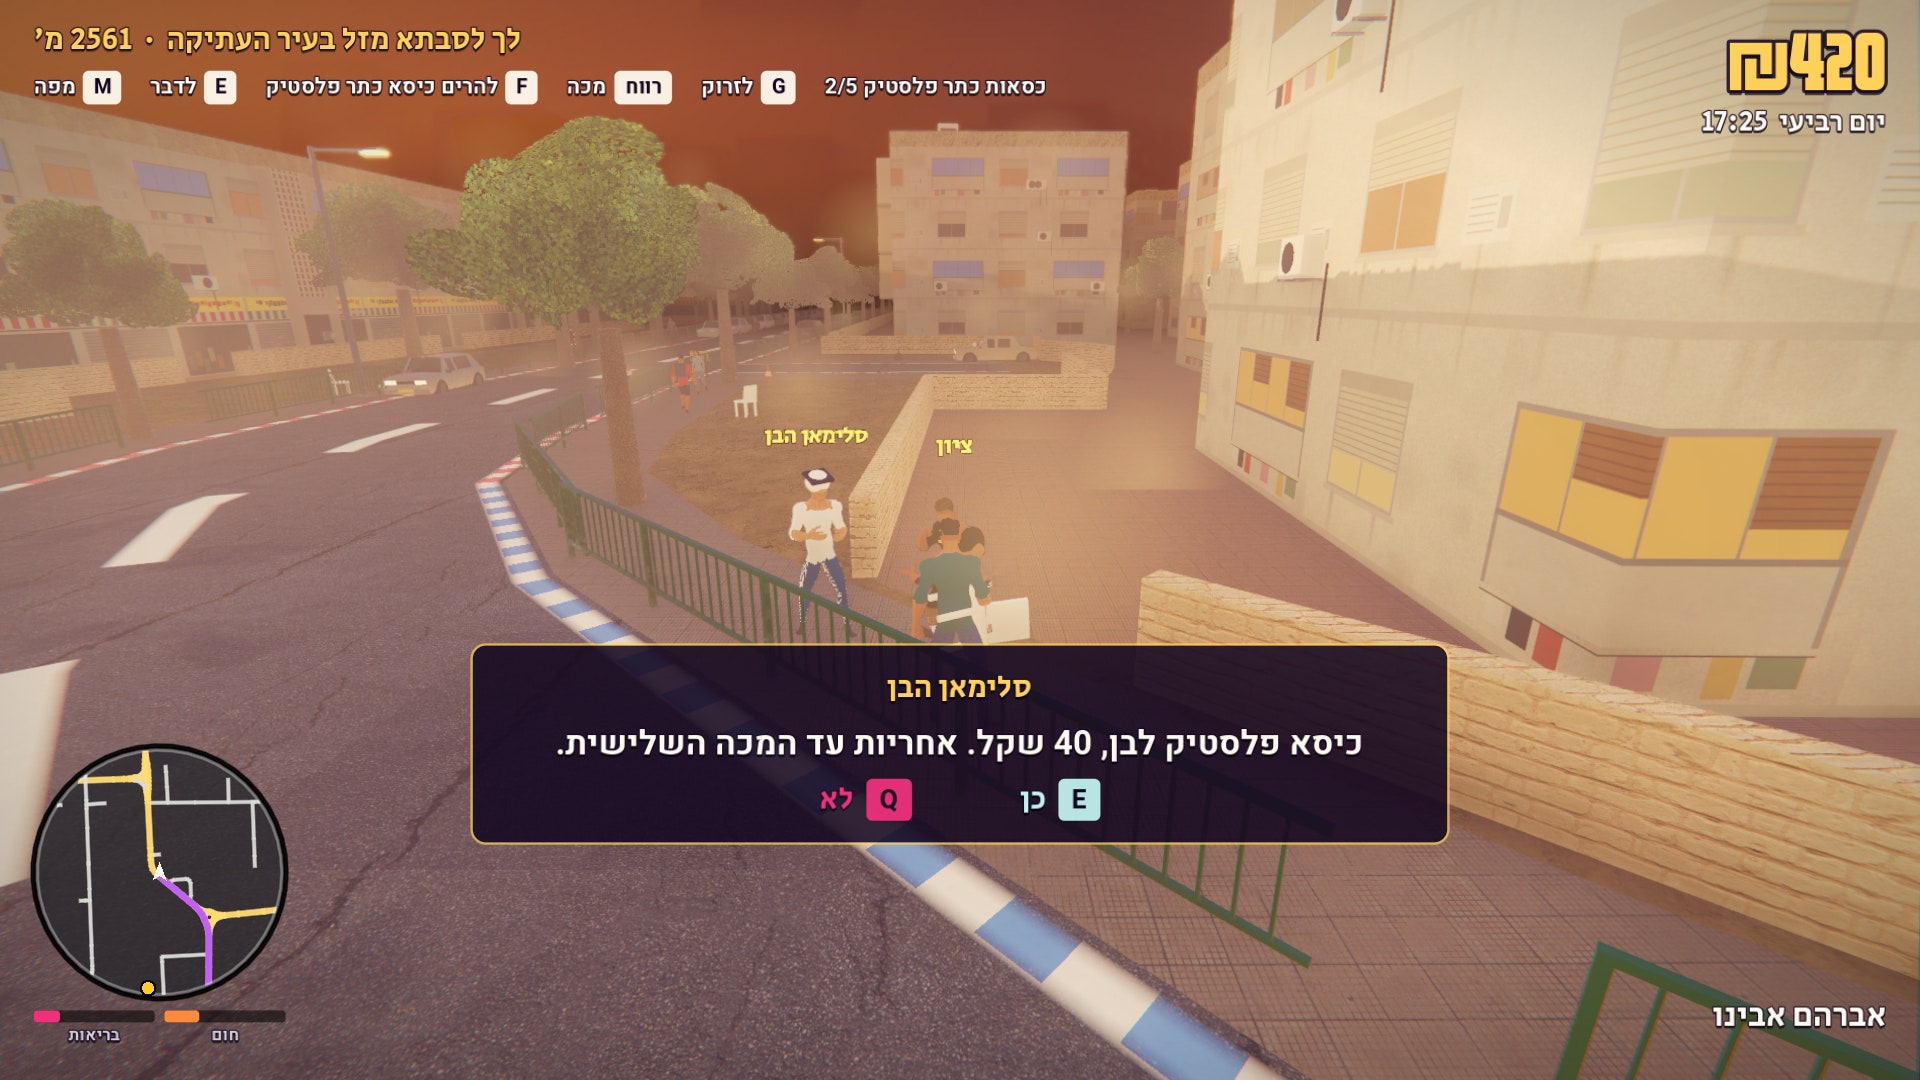 לך לסבתא מזל בעיר העתיקה · 2561 מ'
₪420
יום רביעי 17:25
M מפה E לדבר F להרים כיסא כתר פלסטיק רווח מכה G לזרוק כסאות כתר פלסטיק 2/5
סלימאן הבן
ציון
סלימאן הבן
כיסא פלסטיק לבן, 40 שקל. אחריות עד המכה השלישית.
E כן Q לא
אברהם אבינו
חום
בריאות